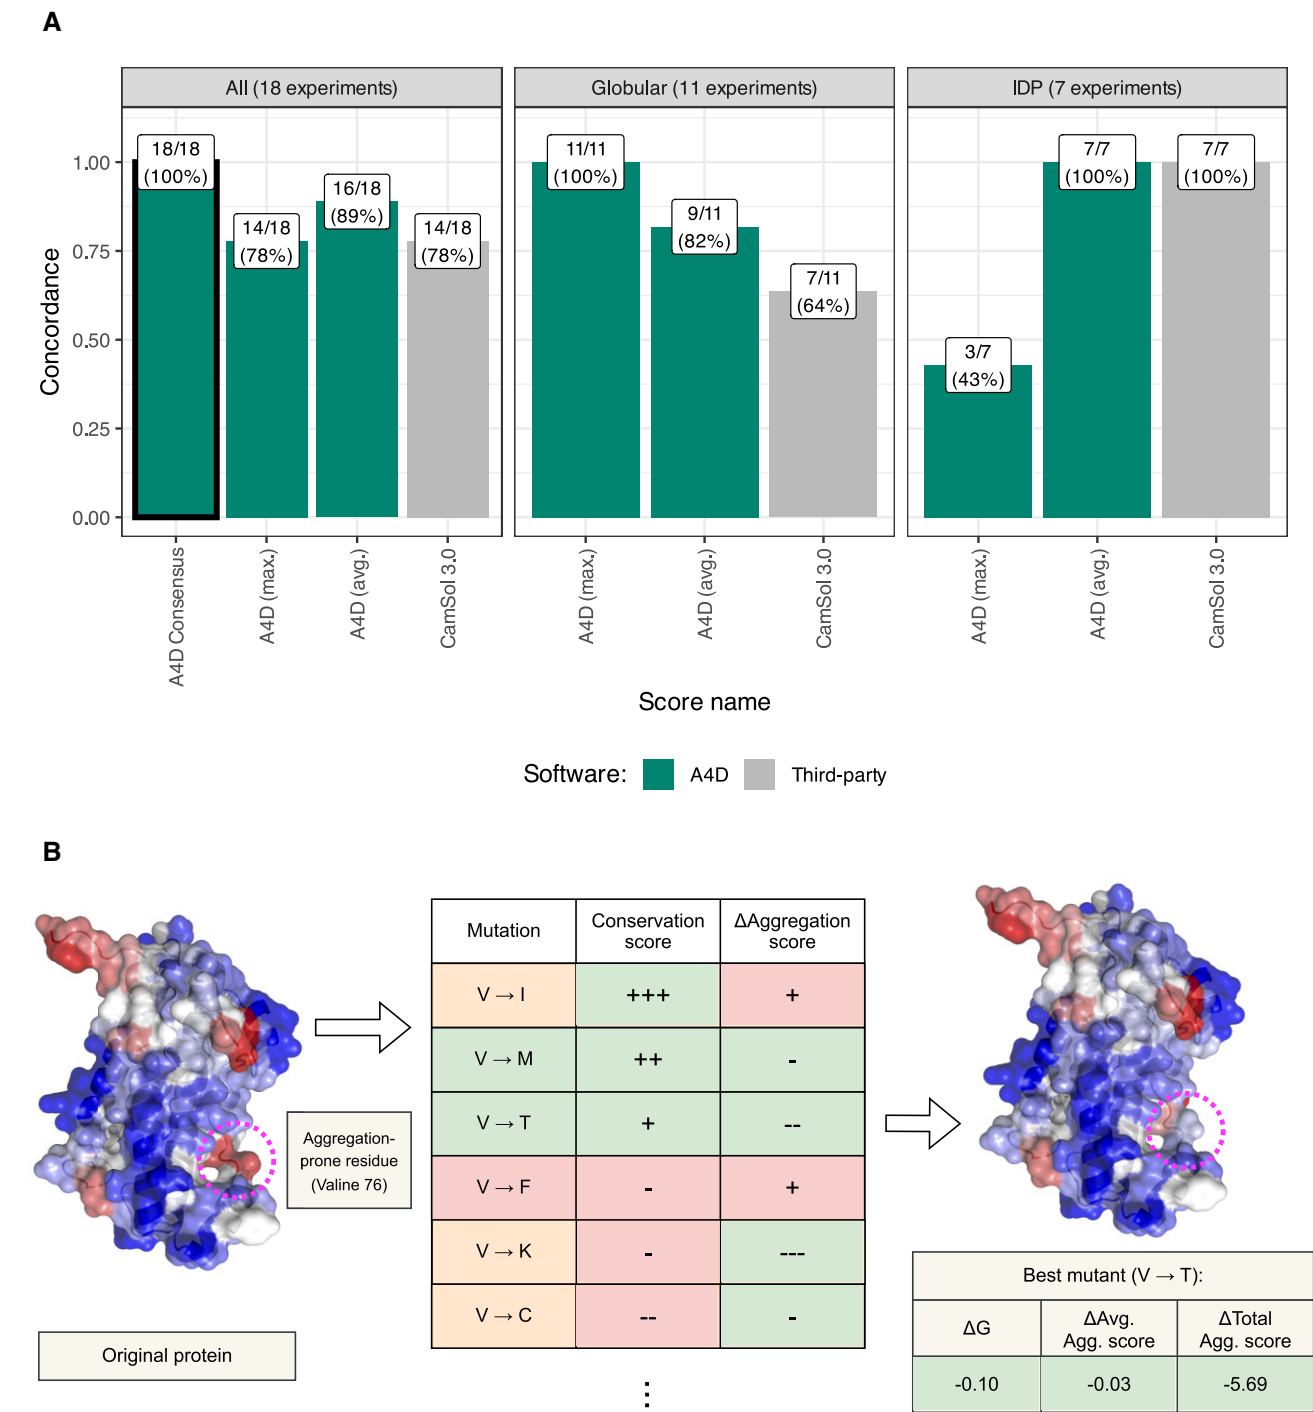 A
All (18 experiments)
Globular (11 experiments)
IDP (7 experiments)
Concordance
1.00
0.75
0.50
0.25
0.00
18/18
(100%)
14/18
(78%)
16/18
(89%)
14/18
(78%)
11/11
(100%)
9/11
(82%)
7/11
(64%)
3/7
(43%)
7/7
(100%)
7/7
(100%)
A4D Consensus
A4D (max.)
A4D (avg.)
CamSol 3.0
A4D (max.)
A4D (avg.)
CamSol 3.0
A4D (max.)
A4D (avg.)
CamSol 3.0
Score name
Software:
A4D
Third-party
B
Aggregation-
prone residue
(Valine 76)
Original protein
Mutation
Conservation
score
ΔAggregation
score
V → I
+++
+
V → M
++
-
V → T
+
--
V → F
-
+
V → K
-
---
V → C
--
-
⋮
Best mutant (V → T):
ΔG
ΔAvg.
Agg. score
ΔTotal
Agg. score
-0.10
-0.03
-5.69